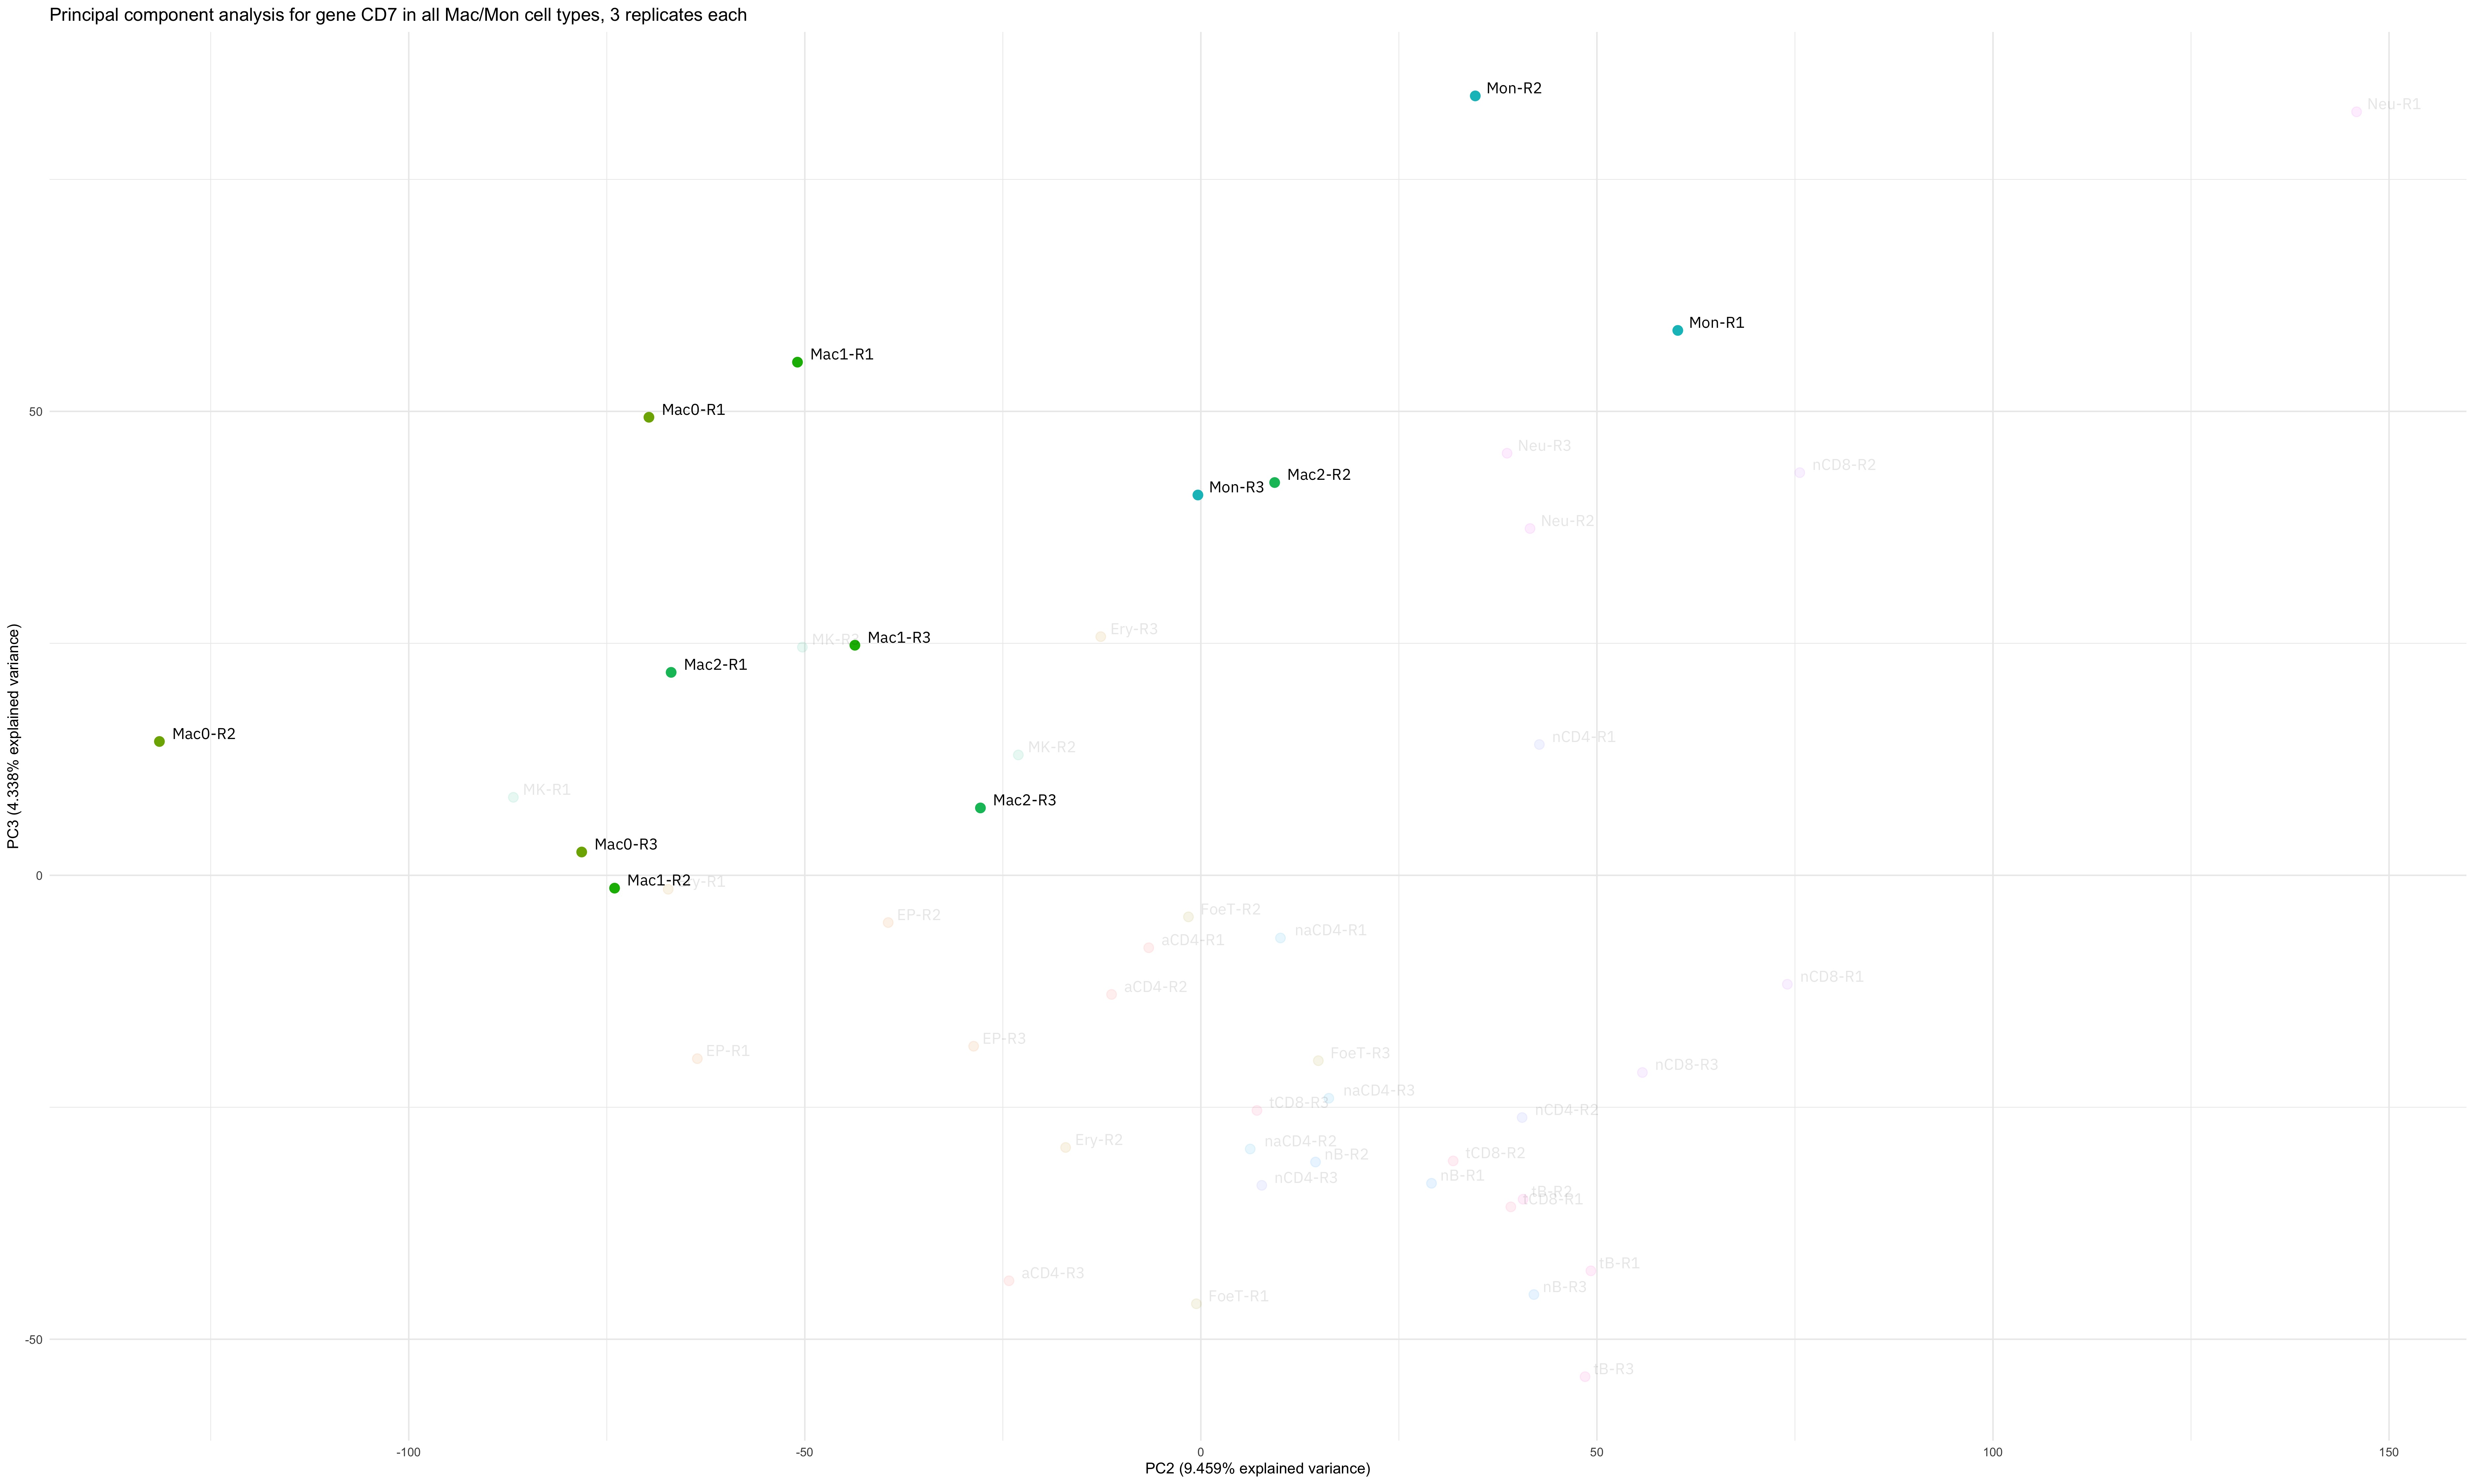 Principal component analysis for gene CD7 in all Mac/Mon cell types, 3 replicates each
Mon-R2
Neu-R1
Mon-R1
Mac1-R1
50
Mac0-R1
Neu-R3
nCD8-R2
Mon-R3
Mac2-R2
Neu-R2
Ery-R3
Mac1-R3
Mac2-R1
Mac0-R2
nCD4-R1
MK-R2
MK-R1
Mac2-R3
Mac0-R3
0
Mac1-R2
EP-R2
FoeT-R2
naCD4-R1
aCD4-R1
nCD8-R1
aCD4-R2
EP-R3
EP-R1
FoeT-R3
nCD8-R3
naCD4-R3
tCD8-R3
nCD4-R2
Ery-R2
naCD4-R2
nB-R2
tCD8-R2
nCD4-R3
nB-R1
tB-R2
tCD8-R1
aCD4-R3
tB-R1
nB-R3
FoeT-R1
-50
tB-R3
-100
-50
0
50
100
150
PC2 (9.459% explained variance)
PC3 (4.338% explained variance)